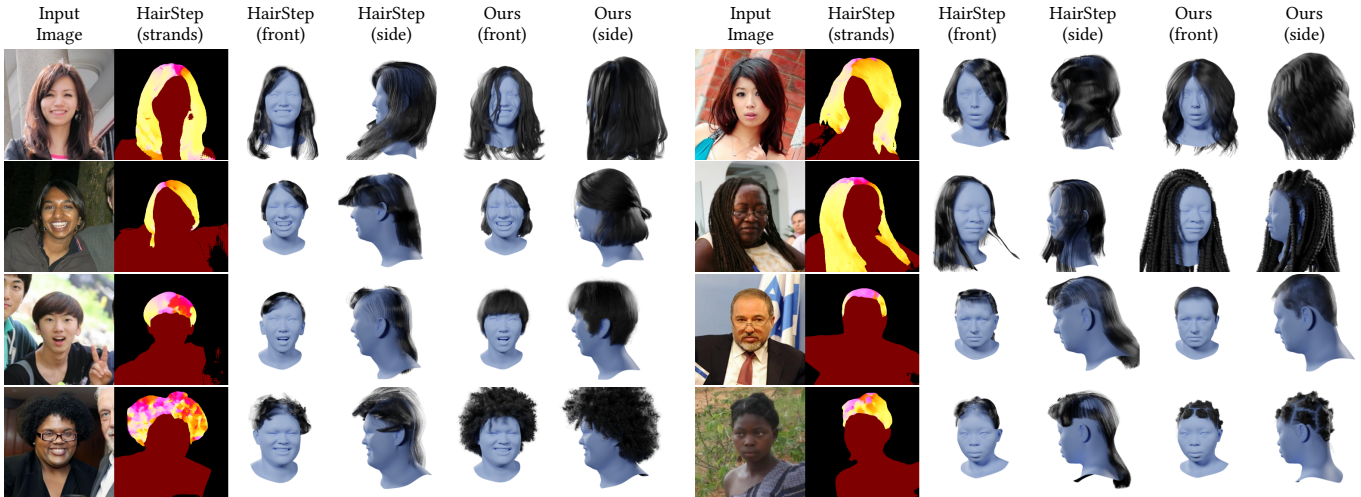 Input Image
HairStep (strands)
HairStep (front)
HairStep (side)
Ours (front)
Ours (side)
Input Image
HairStep (strands)
HairStep (front)
HairStep (side)
Ours (front)
Ours (side)